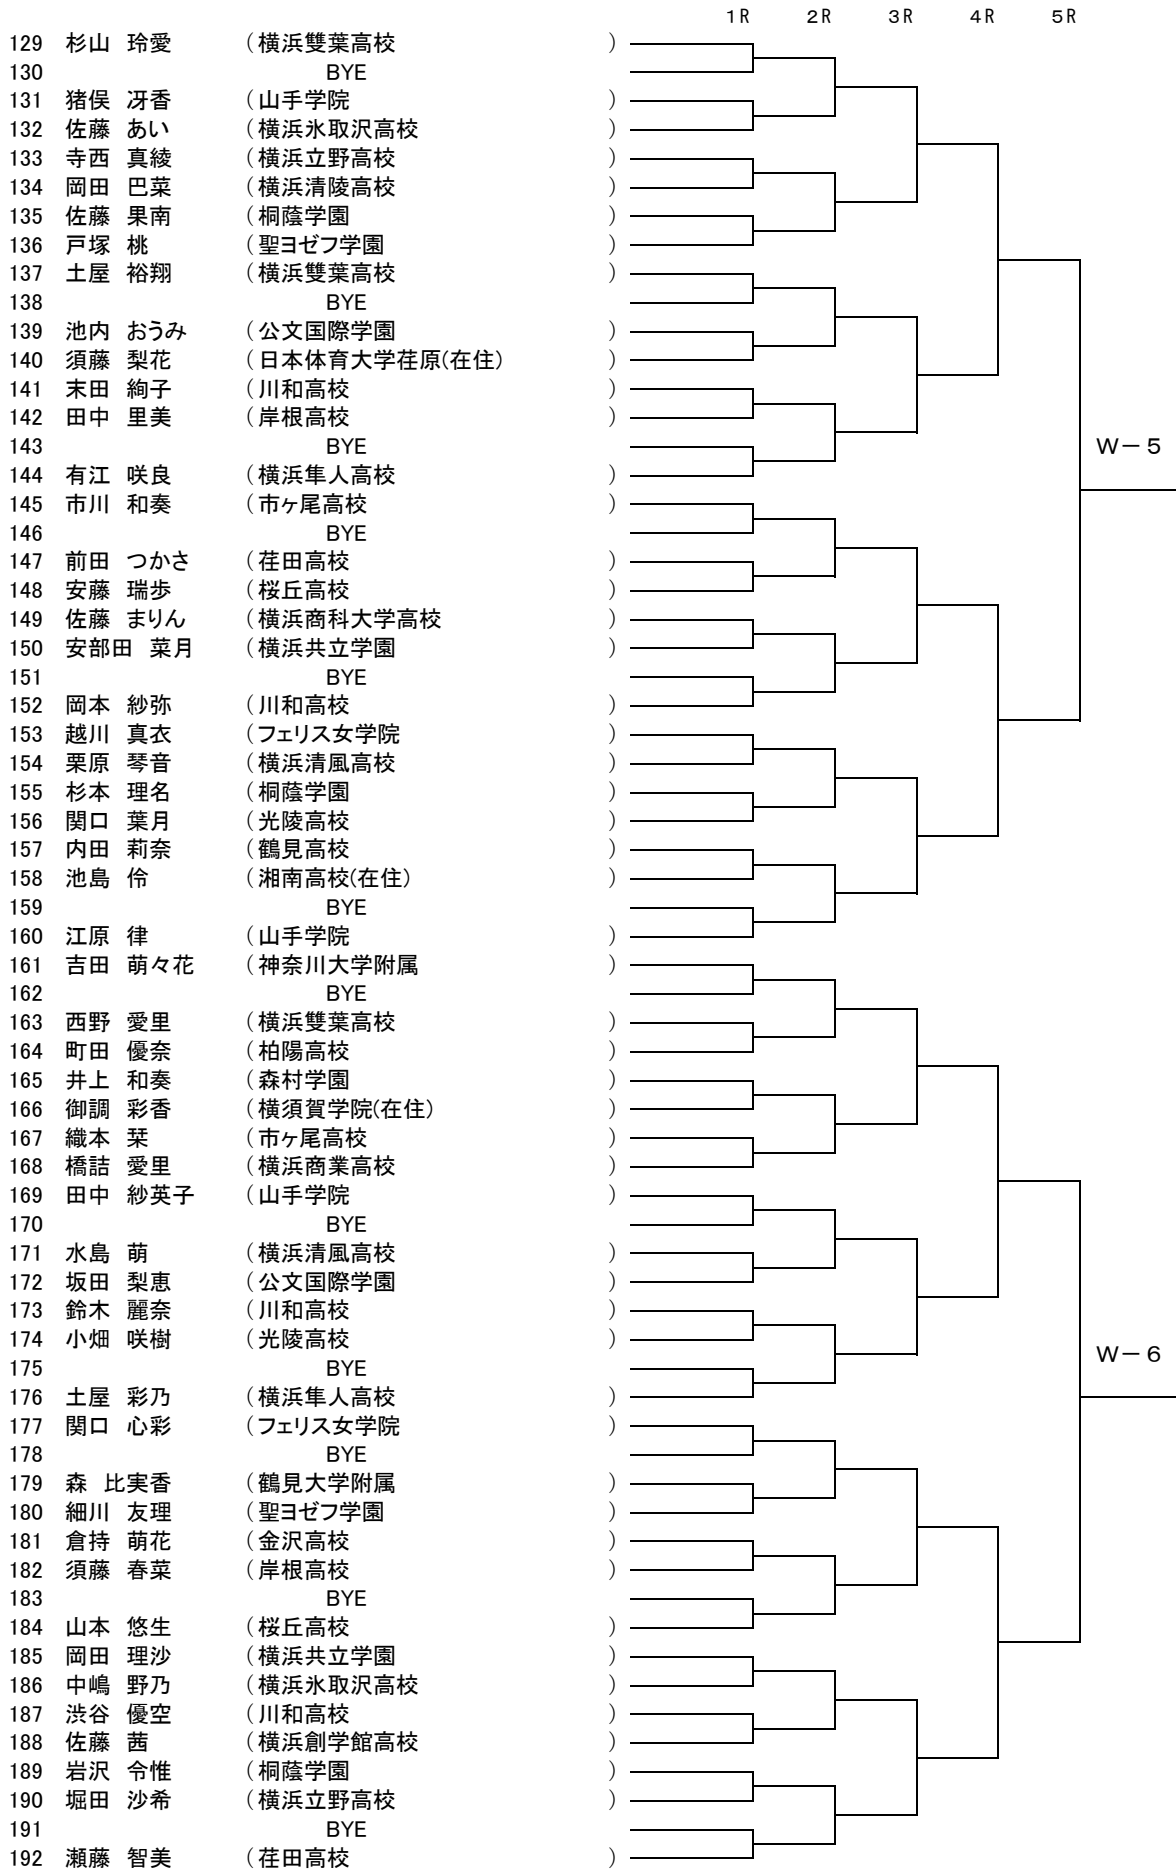 1R 2R 3R 4R 5R
129 杉山 玲愛 (横浜雙葉高校 )
130 BYE
131 猪俣 冴香 (山手学院 )
132 佐藤 あい (横浜氷取沢高校 )
133 寺西 真綾 (横浜立野高校 )
134 岡田 巴菜 (横浜清陵高校 )
135 佐藤 果南 (桐蔭学園 )
136 戸塚 桃 (聖ヨゼフ学園 )
137 土屋 裕翔 (横浜雙葉高校 )
138 BYE
139 池内 おうみ (公文国際学園 )
140 須藤 梨花 (日本体育大学荏原(在住) )
141 末田 絢子 (川和高校 )
142 田中 里美 (岸根高校 )
143 BYE W-5
144 有江 咲良 (横浜隼人高校 )
145 市川 和奏 (市ヶ尾高校 )
146 BYE
147 前田 つかさ (荏田高校 )
148 安藤 瑞歩 (桜丘高校 )
149 佐藤 まりん (横浜商科大学高校 )
150 安部田 菜月 (横浜共立学園 )
151 BYE
152 岡本 紗弥 (川和高校 )
153 越川 真衣 (フェリス女学院 )
154 栗原 琴音 (横浜清風高校 )
155 杉本 理名 (桐蔭学園 )
156 関口 葉月 (光陵高校 )
157 内田 莉奈 (鶴見高校 )
158 池島 伶 (湘南高校(在住) )
159 BYE
160 江原 律 (山手学院 )
161 吉田 萌々花 (神奈川大学附属 )
162 BYE
163 西野 愛里 (横浜雙葉高校 )
164 町田 優奈 (柏陽高校 )
165 井上 和奏 (森村学園 )
166 御調 彩香 (横須賀学院(在住) )
167 織本 栞 (市ヶ尾高校 )
168 橋詰 愛里 (横浜商業高校 )
169 田中 紗英子 (山手学院 )
170 BYE
171 水島 萌 (横浜清風高校 )
172 坂田 梨恵 (公文国際学園 )
173 鈴木 麗奈 (川和高校 )
174 小畑 咲樹 (光陵高校 )
175 BYE W-6
176 土屋 彩乃 (横浜隼人高校 )
177 関口 心彩 (フェリス女学院 )
178 BYE
179 森 比実香 (鶴見大学附属 )
180 細川 友理 (聖ヨゼフ学園 )
181 倉持 萌花 (金沢高校 )
182 須藤 春菜 (岸根高校 )
183 BYE
184 山本 悠生 (桜丘高校 )
185 岡田 理沙 (横浜共立学園 )
186 中嶋 野乃 (横浜氷取沢高校 )
187 渋谷 優空 (川和高校 )
188 佐藤 茜 (横浜創学館高校 )
189 岩沢 令惟 (桐蔭学園 )
190 堀田 沙希 (横浜立野高校 )
191 BYE
192 瀬藤 智美 (荏田高校 )